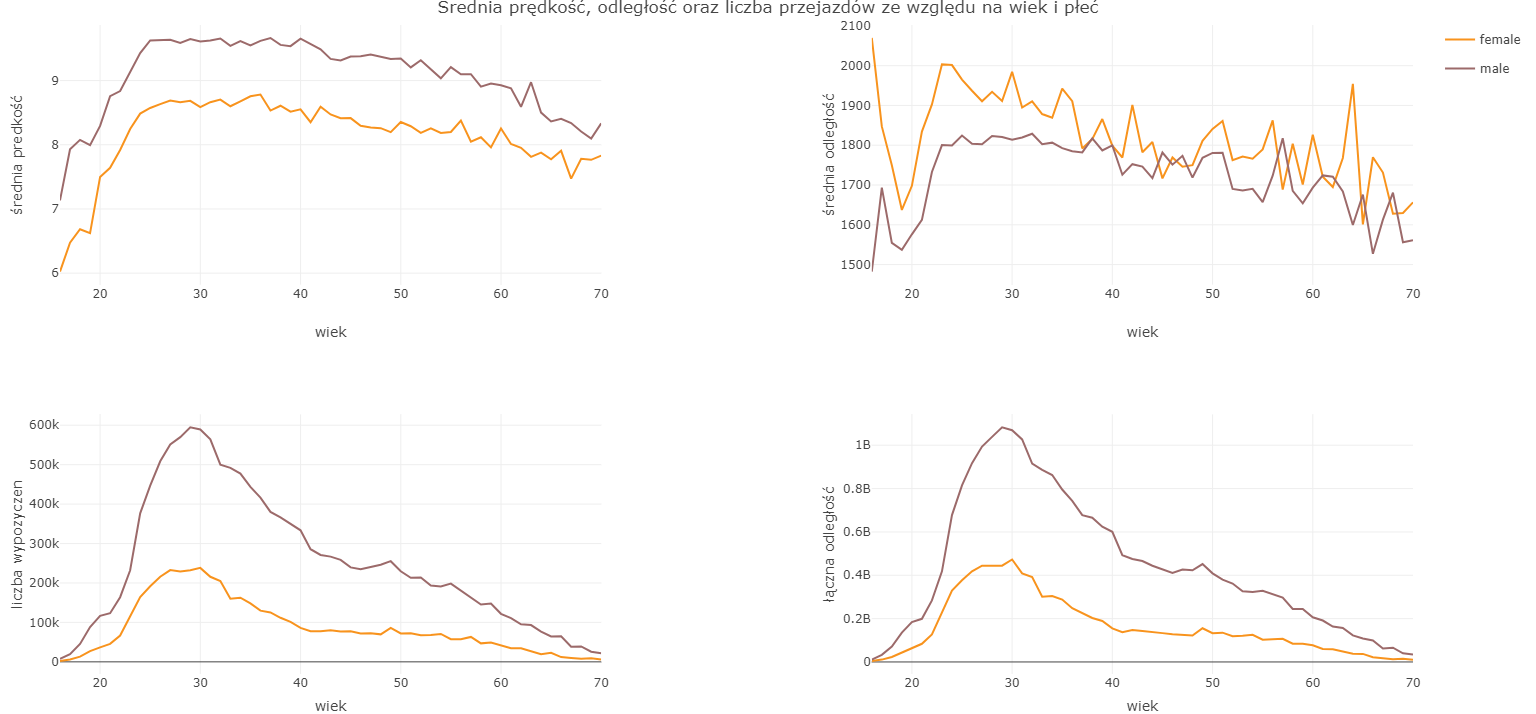 Średnia prędkość, odległość oraz liczba przejazdów ze względu na wiek i płeć
female
male
średnia predkość
9
8
7
6
20 30 40 50 60 70
wiek
średnia odległość
2100
2000
1900
1800
1700
1600
1500
20 30 40 50 60 70
wiek
liczba wypozyczen
600k
500k
400k
300k
200k
100k
0
20 30 40 50 60 70
wiek
łączna odległość
1B
0.8B
0.6B
0.4B
0.2B
0
20 30 40 50 60 70
wiek